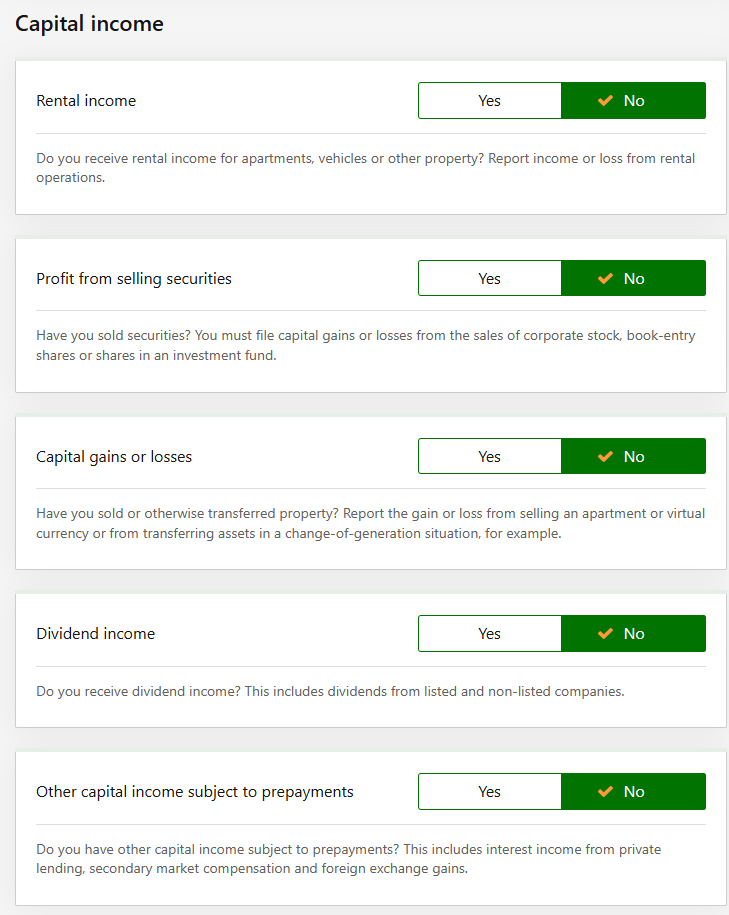 Capital income
Rental income
Yes
No
Do you receive rental income for apartments, vehicles or other property? Report income or loss from rental
operations.
Profit from selling securities
Yes
No
Have you sold securities? You must file capital gains or losses from the sales of corporate stock, book-entry
shares or shares in an investment fund.
Capital gains or losses
Yes
No
Have you sold or otherwise transferred property? Report the gain or loss from selling an apartment or virtual
currency or from transferring assets in a change-of-generation situation, for example.
Dividend income
Yes
No
Do you receive dividend income? This includes dividends from listed and non-listed companies.
Other capital income subject to prepayments
Yes
No
Do you have other capital income subject to prepayments? This includes interest income from private
lending, secondary market compensation and foreign exchange gains.